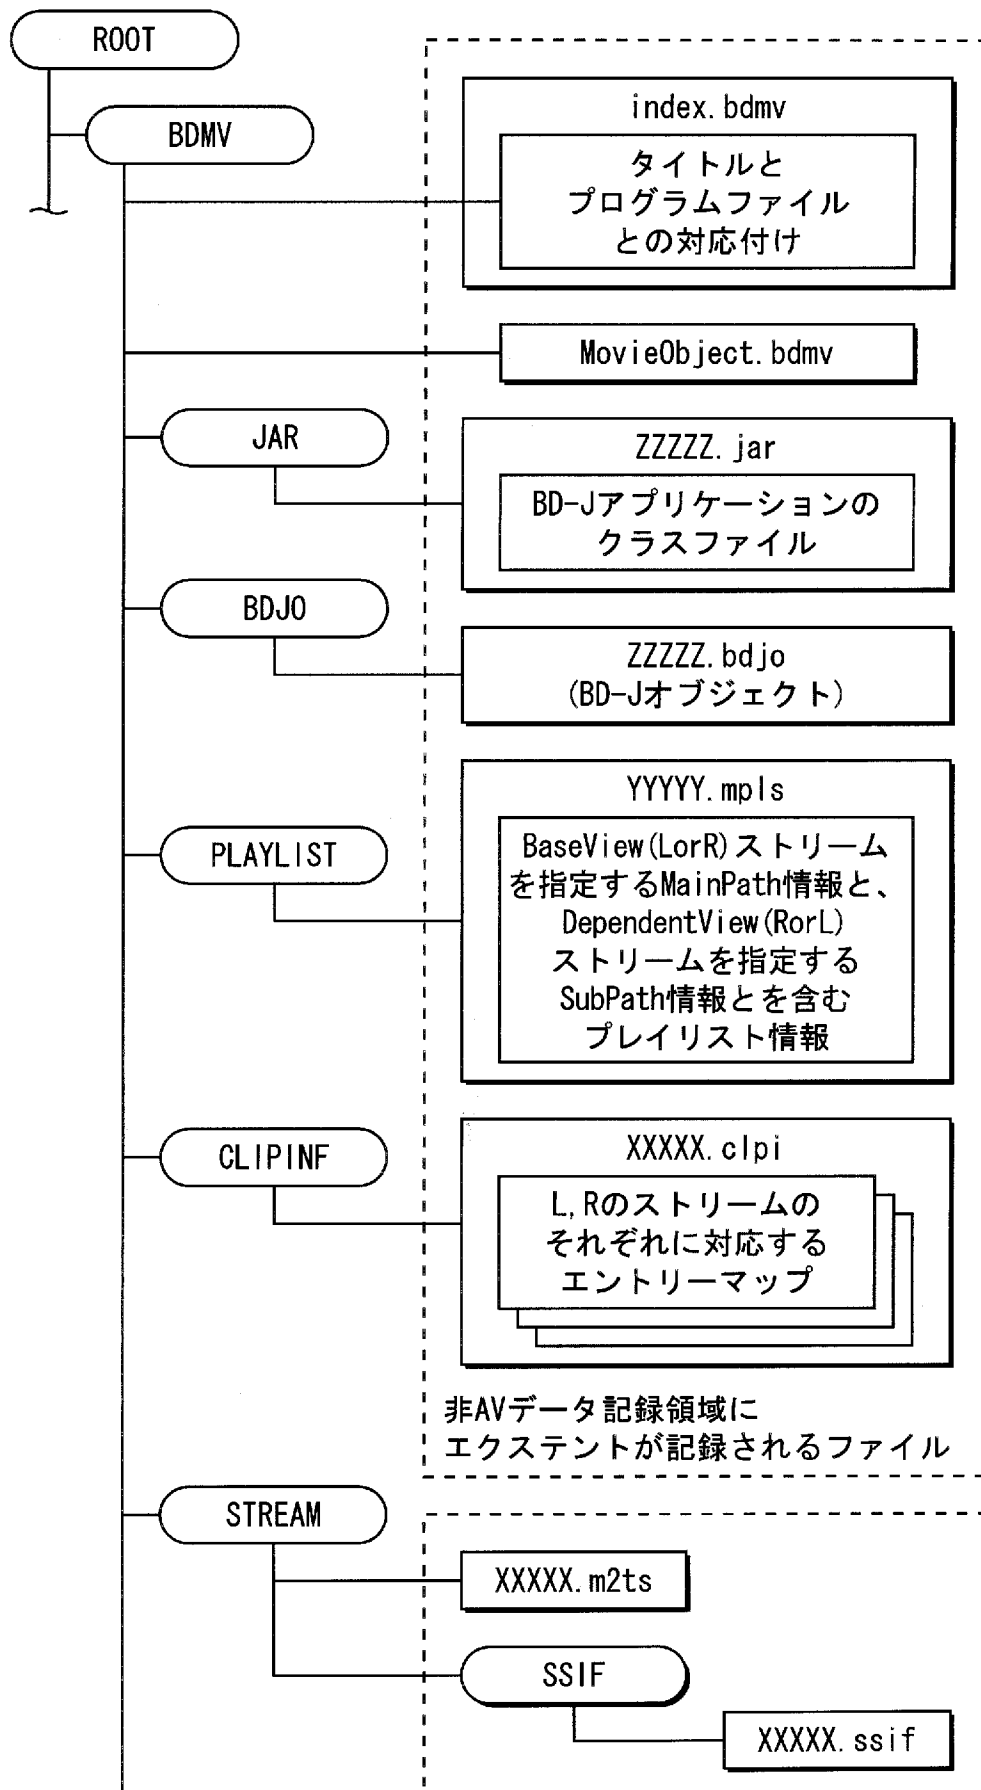 ROOT
BDMV
index.bdmv
タイトルと
プログラムファイル
との対応付け
MovieObject.bdmv
JAR
ZZZZZ.jar
BD-Jアプリケーションの
クラスファイル
BDJO
ZZZZZ.bdjo
(BD-Jオブジェクト)
YYYYY.mpls
PLAYLIST
BaseView(LorR)ストリーム
を指定するMainPath情報と、
DependentView(RorL)
ストリームを指定する
SubPath情報とを含む
プレイリスト情報
CLIPINF
XXXXX.clpi
L,Rのストリームの
それぞれに対応する
エントリーマップ
非AVデータ記録領域に
エクステントが記録されるファイル
STREAM
XXXXX.m2ts
SSIF
XXXXX.ssif